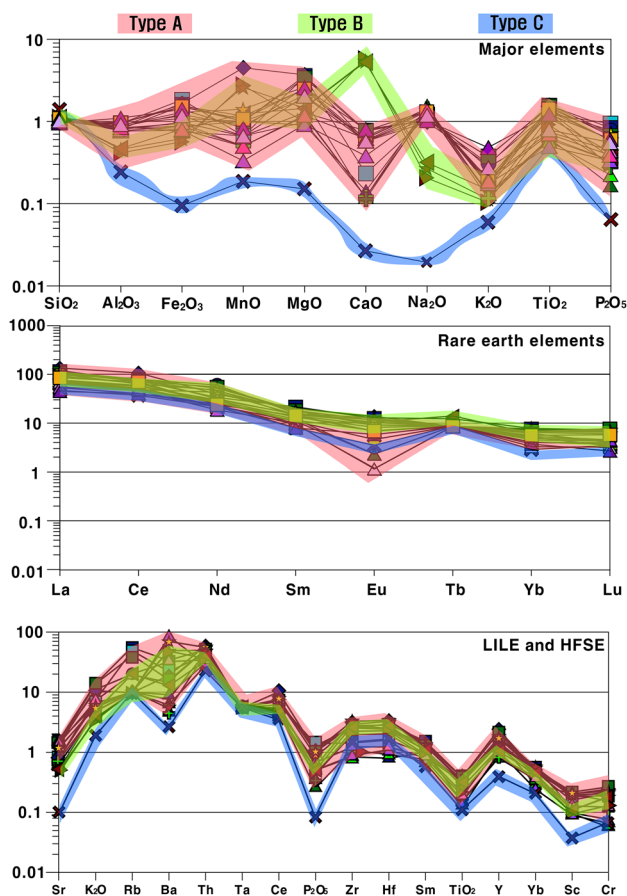 Type A Type B Type C
10 Major elements
1
0.1
0.01
SiO₂ Al₂O₃ Fe₂O₃ MnO MgO CaO Na₂O K₂O TiO₂ P₂O₅
1000 Rare earth elements
100
10
1
0.1
0.01
La Ce Nd Sm Eu Tb Yb Lu
100 LILE and HFSE
10
1
0.1
0.01
Sr K₂O Rb Ba Th Ta Ce P₂O₅ Zr Hf Sm TiO₂ Y Yb Sc Cr